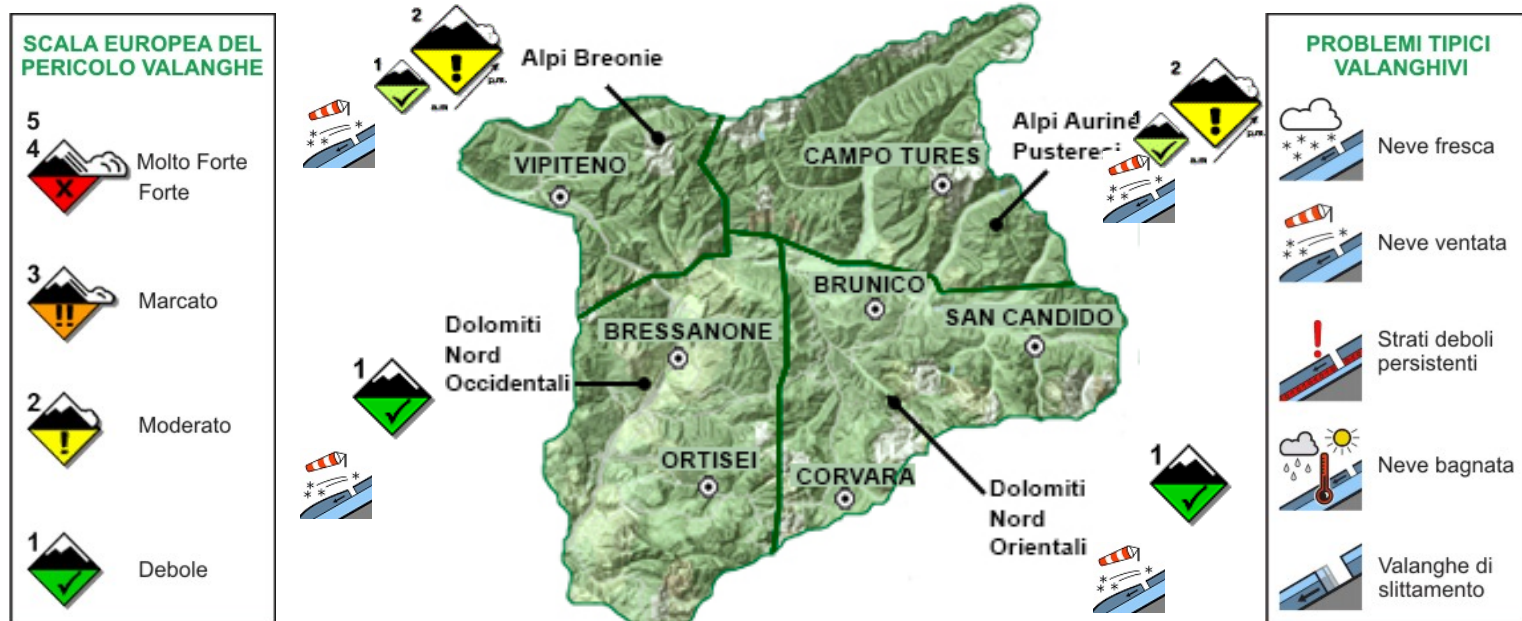 SCALA EUROPEA DEL
PERICOLO VALANGHE
5
4
Molto Forte
Forte
3
Marcato
2
Moderato
1
Debole
2
1
a.m
p.m.
Alpi Breonie
VIPITENO
CAMPO TURES
Alpi Aurine
Pusteresi
2
1
a.m
p.m.
BRUNICO
SAN CANDIDO
BRESSANONE
Dolomiti
Nord
Occidentali
1
ORTISEI
CORVARA
Dolomiti
Nord
Orientali
1
PROBLEMI TIPICI
VALANGHIVI
Neve fresca
Neve ventata
Strati deboli
persistenti
Neve bagnata
Valanghe di
slittamento